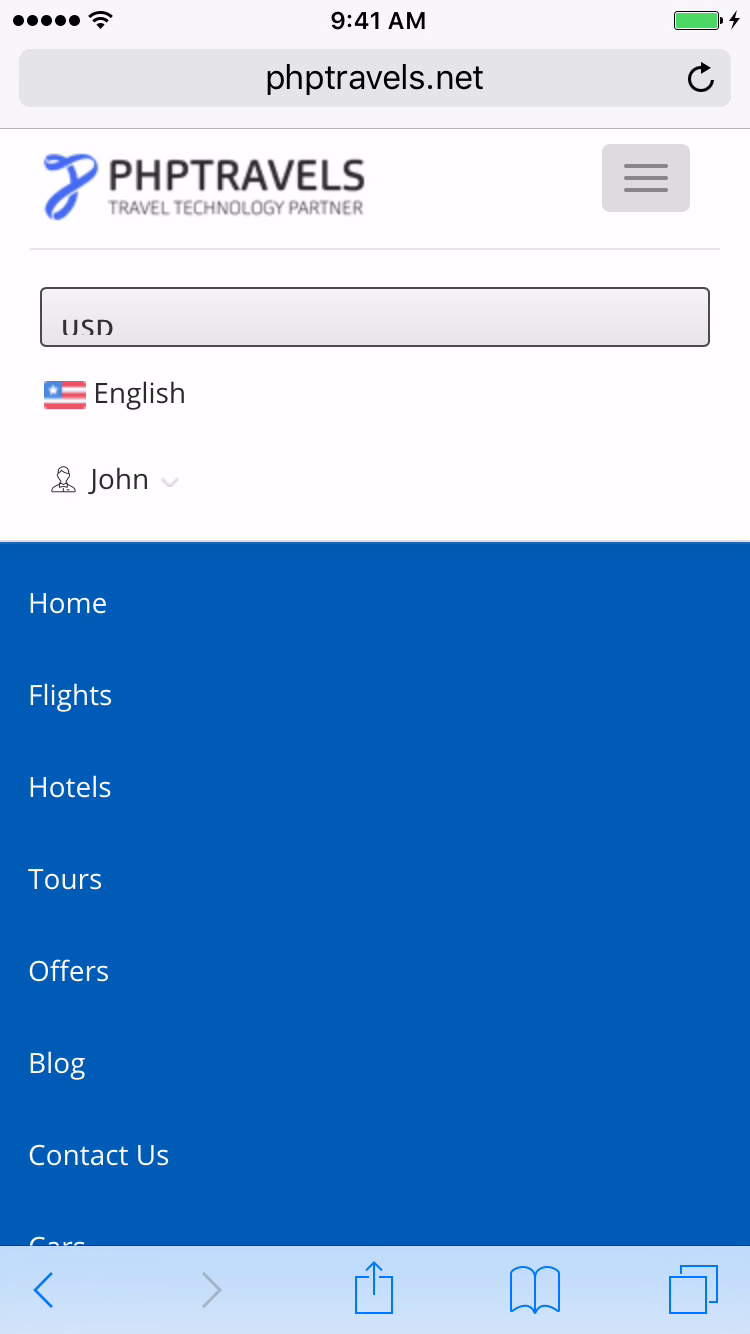 9:41 AM
phptravels.net
PHPTRAVELS
TRAVEL TECHNOLOGY PARTNER
USD
English
John
Home
Flights
Hotels
Tours
Offers
Blog
Contact Us
Cars